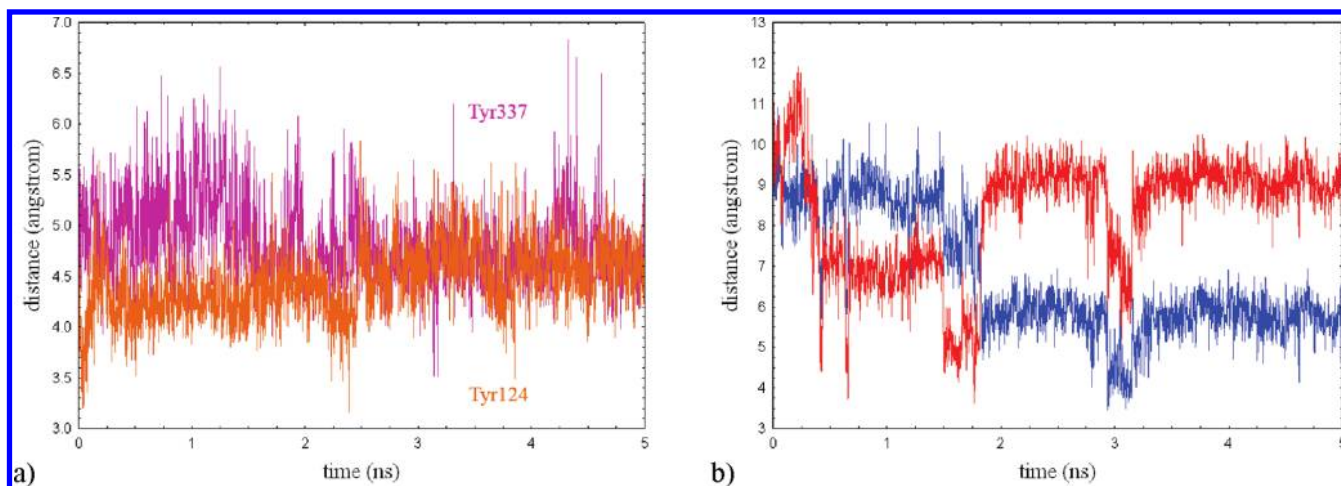 7.0
6.5
6.0
5.5
5.0
4.5
4.0
3.5
3.0
distance (angstrom)
Tyr337
Tyr124
0 1 2 3 4 5
time (ns)
a)
13
12
11
10
9
8
7
6
5
4
3
distance (angstrom)
0 1 2 3 4 5
time (ns)
b)